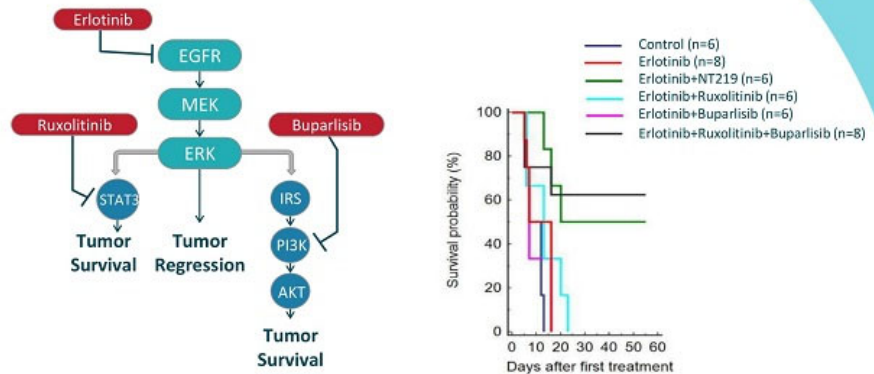 Erlotinib
EGFR
MEK
Ruxolitinib
Buparlisib
ERK
STAT3
IRS
Tumor
Survival
Tumor
Regression
PI3K
AKT
Tumor
Survival
Control (n=6)
Erlotinib (n=8)
Erlotinib+NT219 (n=6)
Erlotinib+Ruxolitinib (n=6)
Erlotinib+Buparlisib (n=6)
Erlotinib+Ruxolitinib+Buparlisib (n=8)
Survival probability (%)
100
80
60
40
20
0
0 10 20 30 40 50 60
Days after first treatment